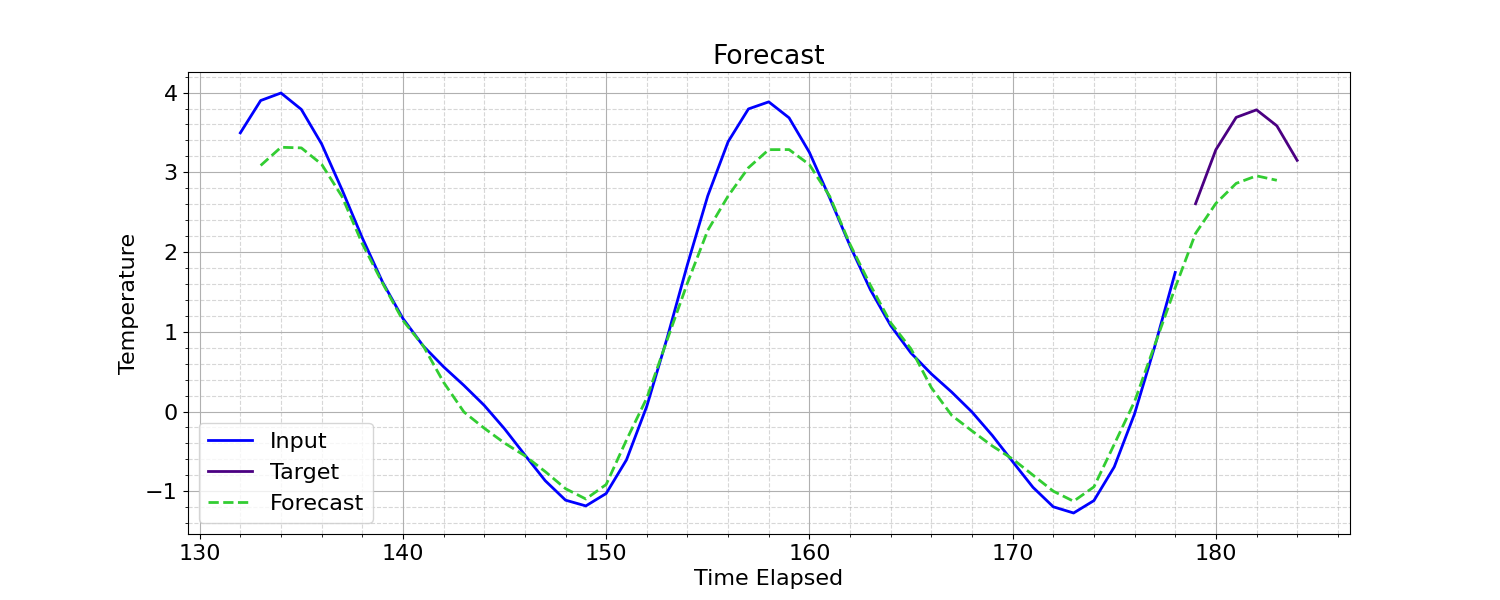 Forecast
Temperature
4
3
2
1
0
−1
Input
Target
Forecast
130 140 150 160 170 180
Time Elapsed